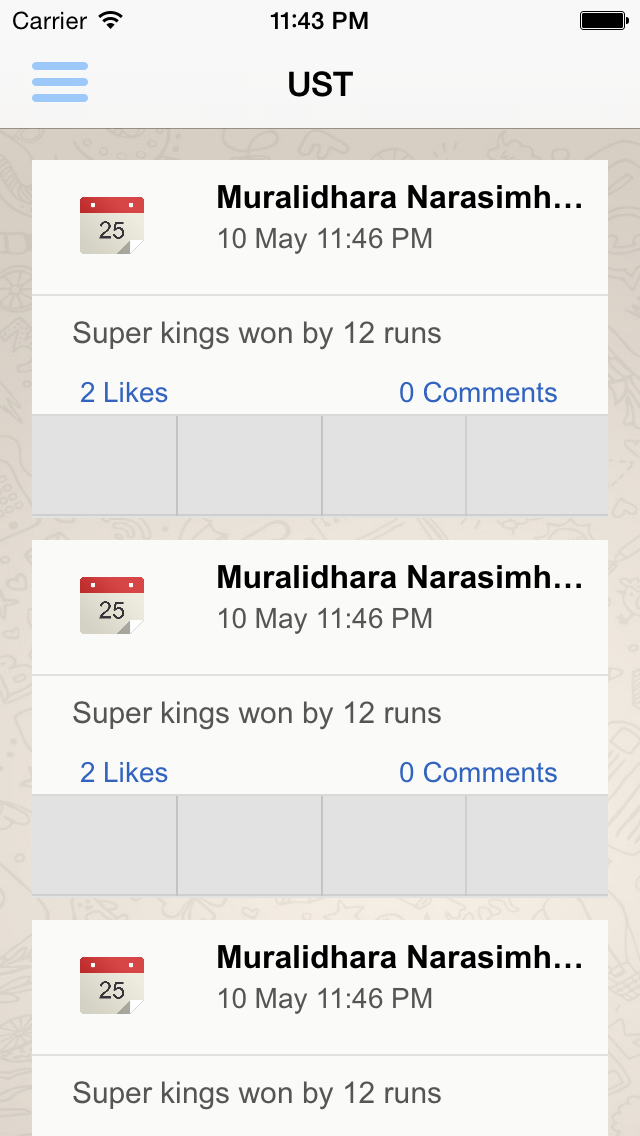 Carrier 11:43 PM
UST
Muralidhara Narasimh...
25
10 May 11:46 PM
Super kings won by 12 runs
2 Likes 0 Comments
Muralidhara Narasimh...
25
10 May 11:46 PM
Super kings won by 12 runs
2 Likes 0 Comments
Muralidhara Narasimh...
25
10 May 11:46 PM
Super kings won by 12 runs